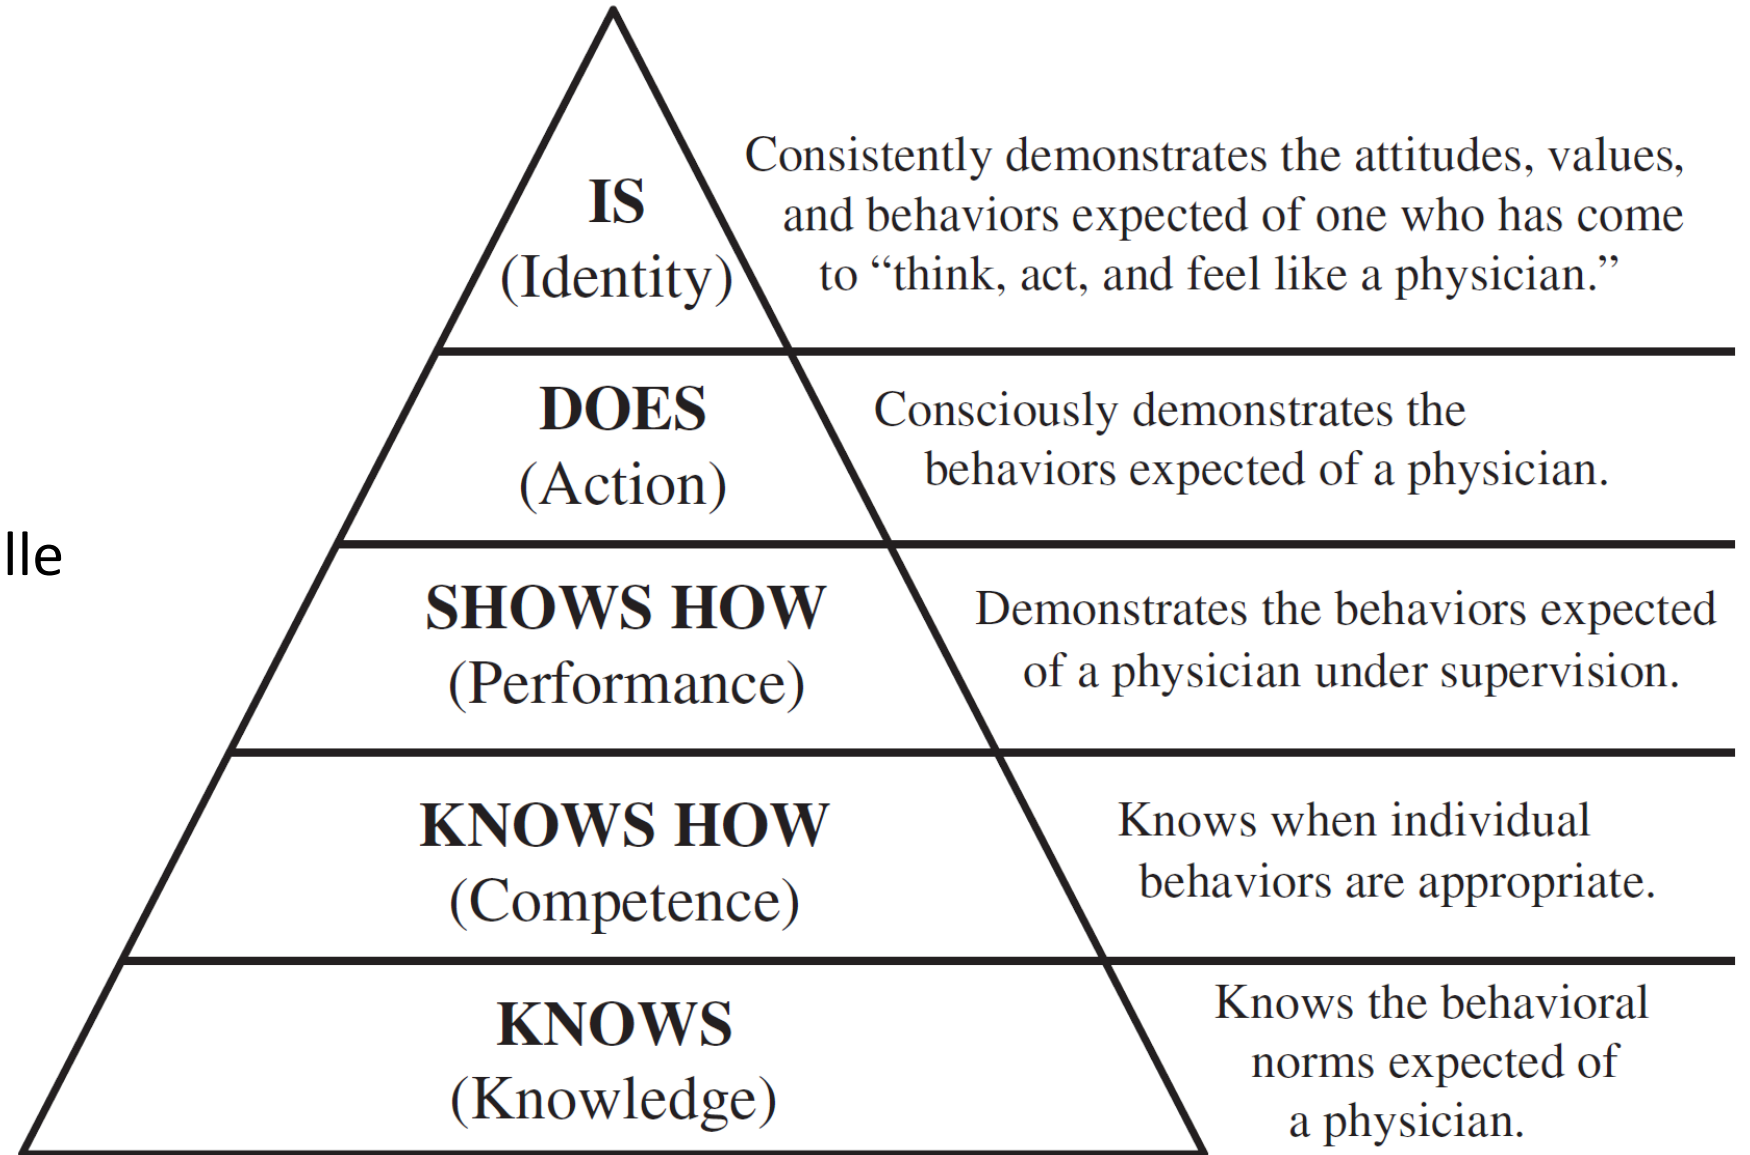 IS
(Identity)
Consistently demonstrates the attitudes, values,
and behaviors expected of one who has come
to “think, act, and feel like a physician.”
DOES
(Action)
Consciously demonstrates the
behaviors expected of a physician.
lle
SHOWS HOW
(Performance)
Demonstrates the behaviors expected
of a physician under supervision.
KNOWS HOW
(Competence)
Knows when individual
behaviors are appropriate.
KNOWS
(Knowledge)
Knows the behavioral
norms expected of
a physician.